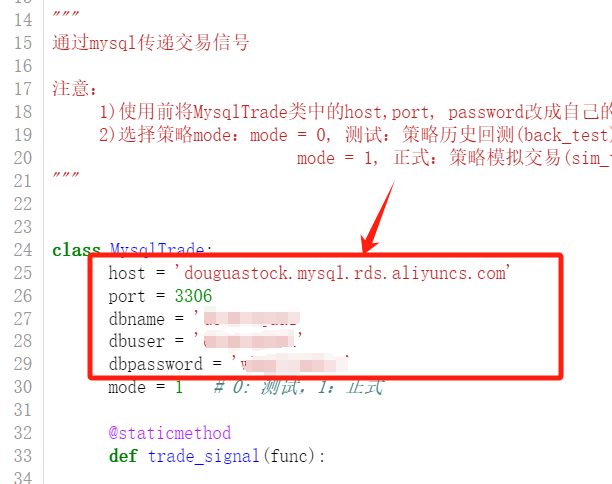 14 """
15 通过mysql传递交易信号
16
17 注意:
18 1)使用前将MysqlTrade类中的host,port, password改成自己的
19 2)选择策略mode: mode = 0, 测试: 策略历史回测(back_test)
20 mode = 1, 正式: 策略模拟交易(sim_
21 """
22
23
24 class MysqlTrade:
25 host = 'douguastock.mysql.rds.aliyuncs.com'
26 port = 3306
27 dbname = '
28 dbuser = ' '
29 dbpassword = ' '
30 mode = 1 # 0: 测试, 1: 正式
31
32 @staticmethod
33 def trade_signal(func):
34